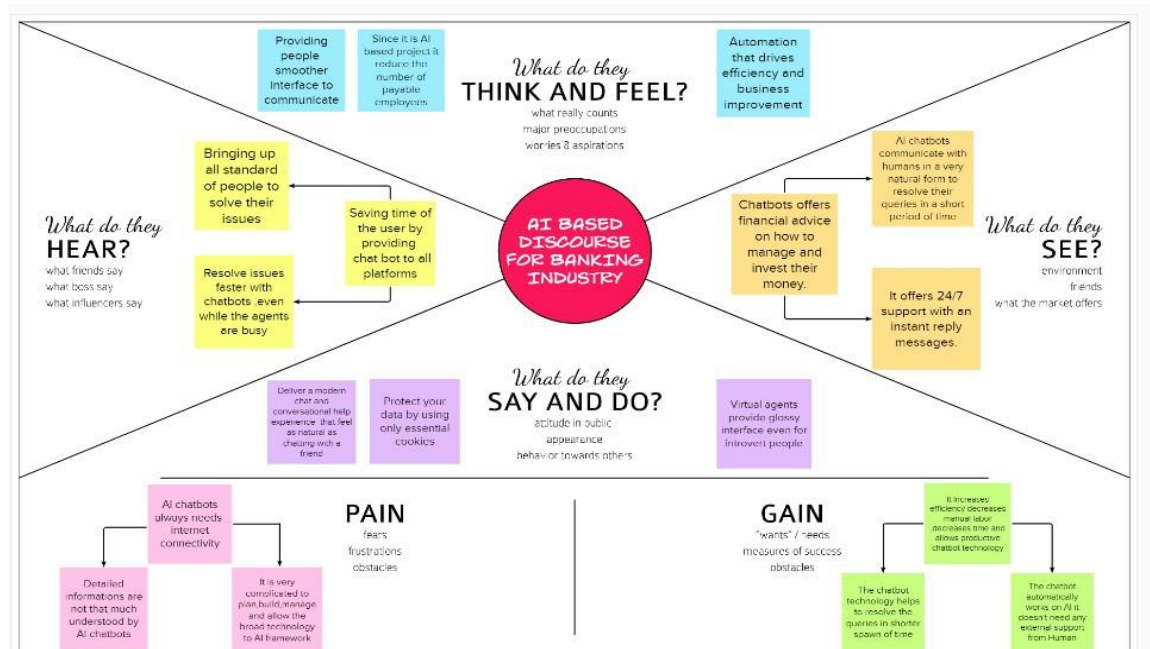 Providing
people
smoother
interface to
communicate
Since it is AI
based project it
reduce the
number of
payable
employees
What do they
THINK AND FEEL?
what really counts
major preoccupations
worries & aspirations
Automation
that drives
efficiency and
business
improvement
What do they
HEAR?
what friends say
what boss say
what influencers say
Bringing up
all standard
of people to
solve their
issues
Saving time of
the user by
providing
chat bot to all
platforms
Resolve issues
faster with
chatbots ,even
while the agents
are busy
AI BASED
DISCOURSE
FOR BANKING
INDUSTRY
Chatbots offers
financial advice
on how to
manage and
invest their
money.
AI chatbots
communicate with
humans in a very
natural form to
resolve their
queries in a short
period of time
It offers 24/7
support with an
instant reply
messages.
What do they
SEE?
environment
friends
what the market offers
Deliver a modern
chat and
conversational help
experience that feel
as natural as
chatting with a
friend
Protect your
data by using
only essential
cookies
What do they
SAY AND DO?
attitude in public
appearance
behavior towards others
Virtual agents
provide glossy
interface even for
introvert people
AI chatbots
always needs
internet
connectivity
Detailed
informations are
not that much
understood by
AI chatbots
It is very
complicated to
plan,build,manage
and allow the
broad technology
to AI framework
PAIN
fears
frustrations
obstacles
GAIN
"wants" / needs
measures of success
obstacles
It Increases
efficiency decreases
manual labor
,decreases time and
allows productive
chatbot technology
The chatbot
technology helps
to resolve the
queries in shorter
spawn of time
The chatbot
automatically
works on AI it
doesn't need any
external support
from Human